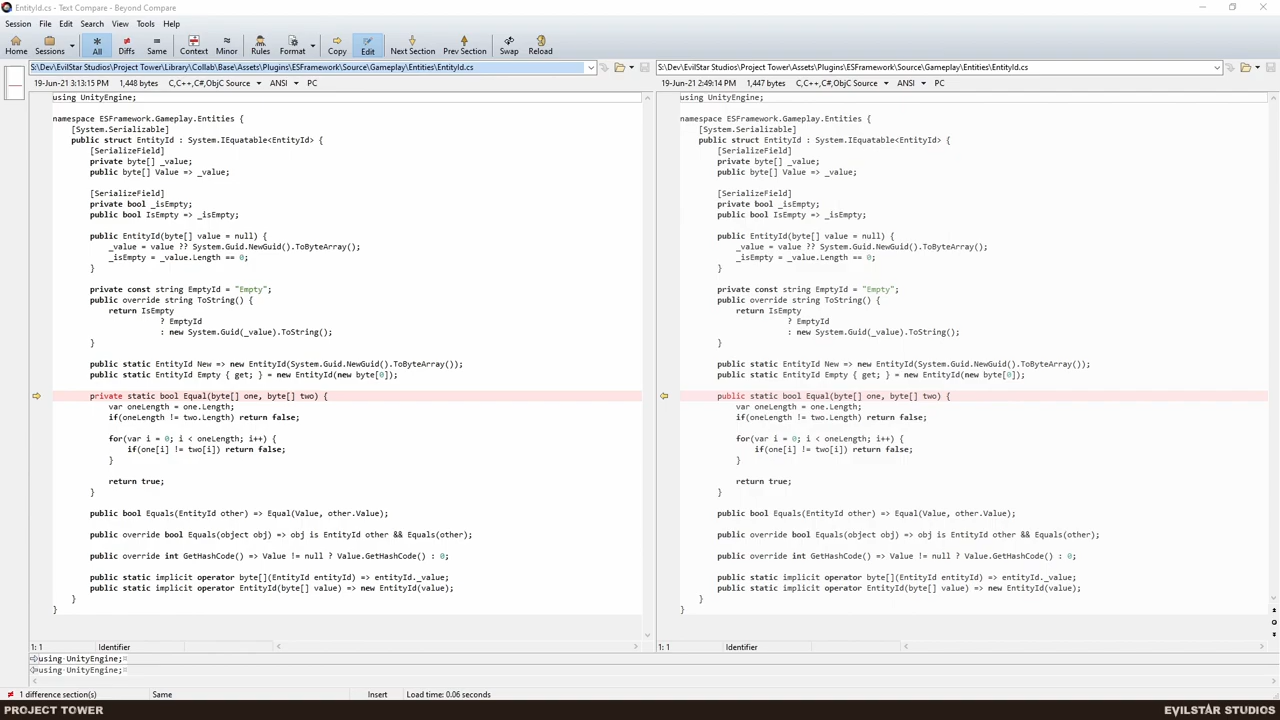 EntityId.cs - Text Compare - Beyond Compare
Session File Edit Search View Tools Help
Home Sessions All Diffs Same Context Minor Rules Format Copy Edit Next Section Prev Section Swap Reload
S:\Dev\EvilStar Studios\Project Tower\Library\Collab\Base\Assets\Plugins\ESFramework\Source\Gameplay\Entities\EntityId.cs
19-Jun-21 3:13:15 PM 1,448 bytes C,C++,C#,ObjC Source ANSI PC
using UnityEngine;
namespace ESFramework.Gameplay.Entities {
[System.Serializable]
public struct EntityId : System.IEquatable<EntityId> {
[SerializeField]
private byte[] _value;
public byte[] Value => _value;
[SerializeField]
private bool _isEmpty;
public bool IsEmpty => _isEmpty;
public EntityId(byte[] value = null) {
_value = value ?? System.Guid.NewGuid().ToByteArray();
_isEmpty = _value.Length == 0;
}
private const string EmptyId = "Empty";
public override string ToString() {
return IsEmpty
? EmptyId
: new System.Guid(_value).ToString();
}
public static EntityId New => new EntityId(System.Guid.NewGuid().ToByteArray());
public static EntityId Empty { get; } = new EntityId(new byte[0]);
private static bool Equal(byte[] one, byte[] two) {
var oneLength = one.Length;
if(oneLength != two.Length) return false;
for(var i = 0; i < oneLength; i++) {
if(one[i] != two[i]) return false;
}
return true;
}
public bool Equals(EntityId other) => Equal(Value, other.Value);
public override bool Equals(object obj) => obj is EntityId other && Equals(other);
public override int GetHashCode() => Value != null ? Value.GetHashCode() : 0;
public static implicit operator byte[](EntityId entityId) => entityId._value;
public static implicit operator EntityId(byte[] value) => new EntityId(value);
}
}
1: 1 Identifier
S:\Dev\EvilStar Studios\Project Tower\Assets\Plugins\ESFramework\Source\Gameplay\Entities\EntityId.cs
19-Jun-21 2:49:14 PM 1,447 bytes C,C++,C#,ObjC Source ANSI PC
using UnityEngine;
namespace ESFramework.Gameplay.Entities {
[System.Serializable]
public struct EntityId : System.IEquatable<EntityId> {
[SerializeField]
private byte[] _value;
public byte[] Value => _value;
[SerializeField]
private bool _isEmpty;
public bool IsEmpty => _isEmpty;
public EntityId(byte[] value = null) {
_value = value ?? System.Guid.NewGuid().ToByteArray();
_isEmpty = _value.Length == 0;
}
private const string EmptyId = "Empty";
public override string ToString() {
return IsEmpty
? EmptyId
: new System.Guid(_value).ToString();
}
public static EntityId New => new EntityId(System.Guid.NewGuid().ToByteArray());
public static EntityId Empty { get; } = new EntityId(new byte[0]);
public static bool Equal(byte[] one, byte[] two) {
var oneLength = one.Length;
if(oneLength != two.Length) return false;
for(var i = 0; i < oneLength; i++) {
if(one[i] != two[i]) return false;
}
return true;
}
public bool Equals(EntityId other) => Equal(Value, other.Value);
public override bool Equals(object obj) => obj is EntityId other && Equals(other);
public override int GetHashCode() => Value != null ? Value.GetHashCode() : 0;
public static implicit operator byte[](EntityId entityId) => entityId._value;
public static implicit operator EntityId(byte[] value) => new EntityId(value);
}
}
1: 1 Identifier
using·UnityEngine;¤
using·UnityEngine;¤
1 difference section(s) Same Insert Load time: 0.06 seconds
PROJECT TOWER EVILSTAR STUDIOS